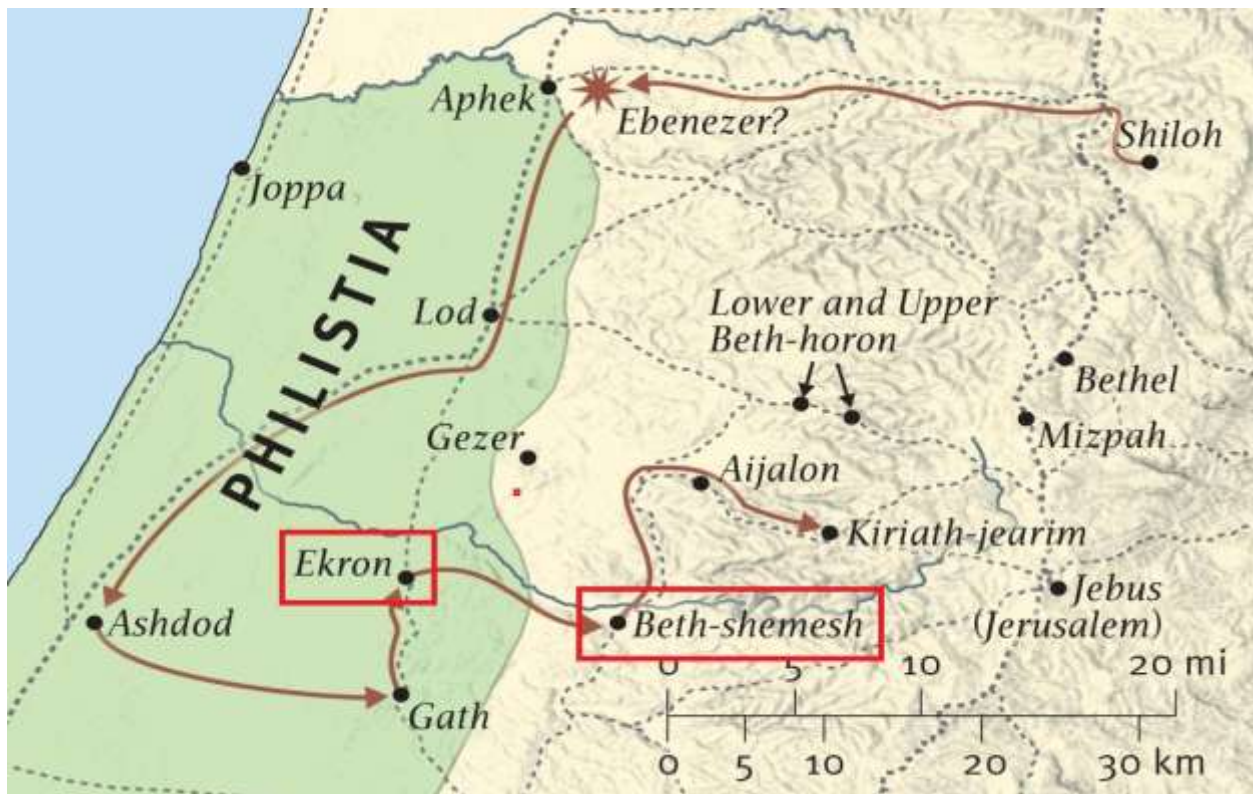 Aphek
Ebenezer?
Shiloh
Joppa
PHILISTIA
Lod
Lower and Upper
Beth-horon
Bethel
Mizpah
Gezer
Aijalon
Kiriath-jearim
Ekron
Jebus
(Jerusalem)
Ashdod
Beth-shemesh
Gath
0 5 10 20 mi
0 5 10 20 30 km